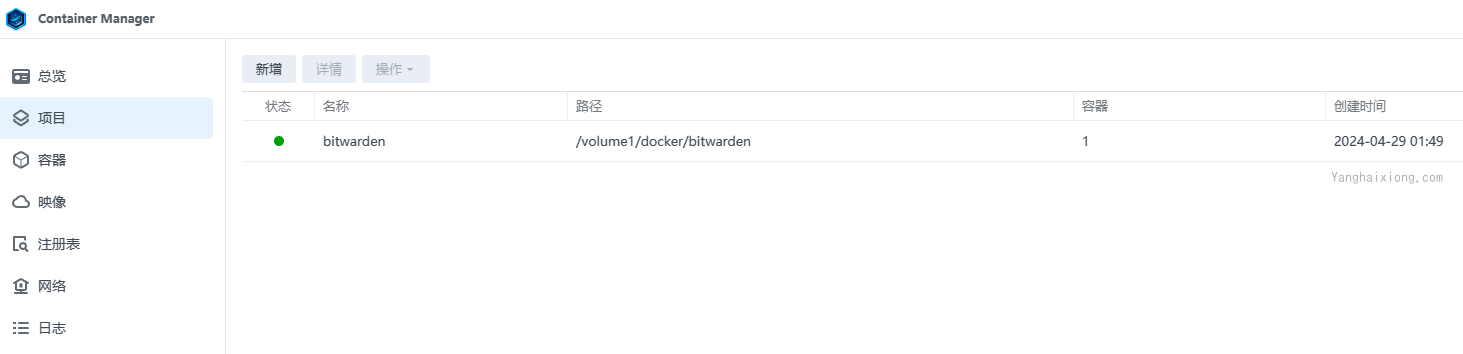 Container Manager
总览
项目
容器
映像
注册表
网络
日志
新增 详情 操作
状态 名称 路径 容器 创建时间
bitwarden /volume1/docker/bitwarden 1 2024-04-29 01:49
Yanghaixiong.com